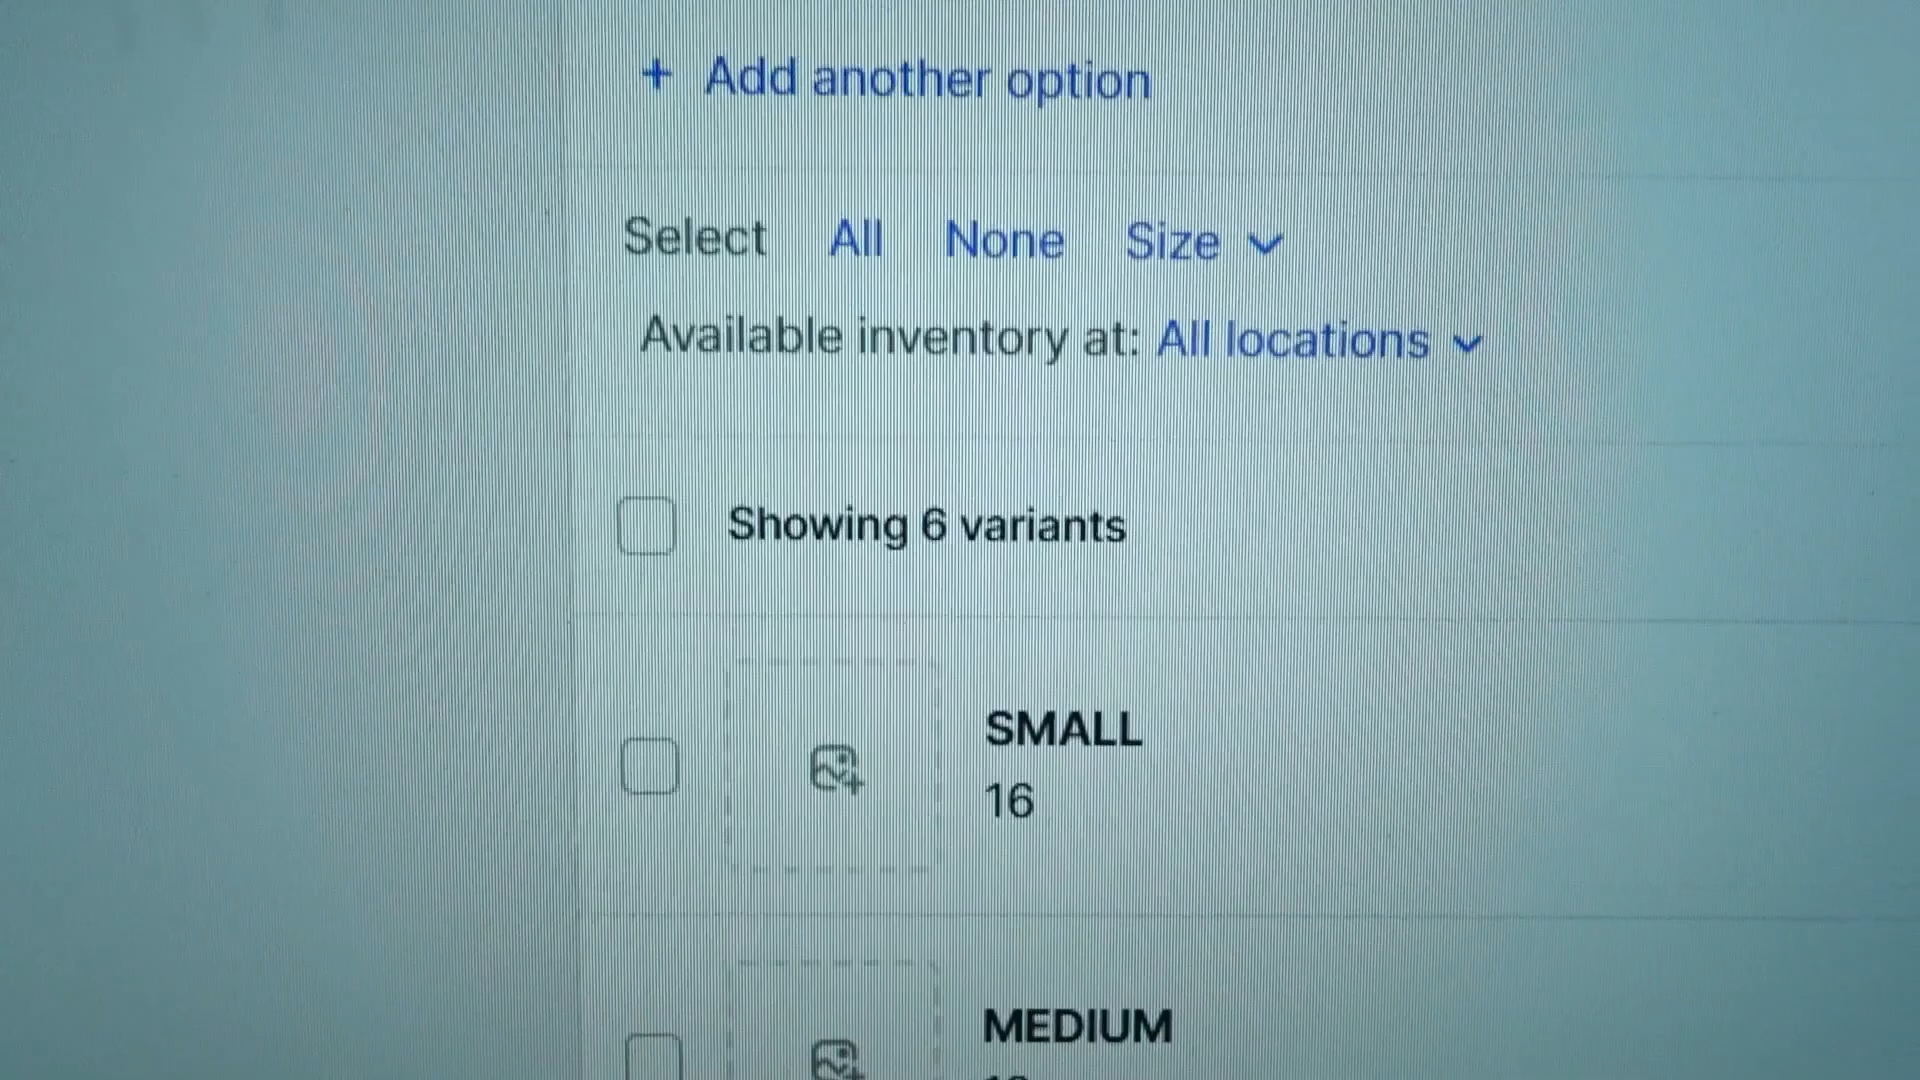 + Add another option
Select All None Size
Available inventory at: All locations
Showing 6 variants
SMALL
16
MEDIUM